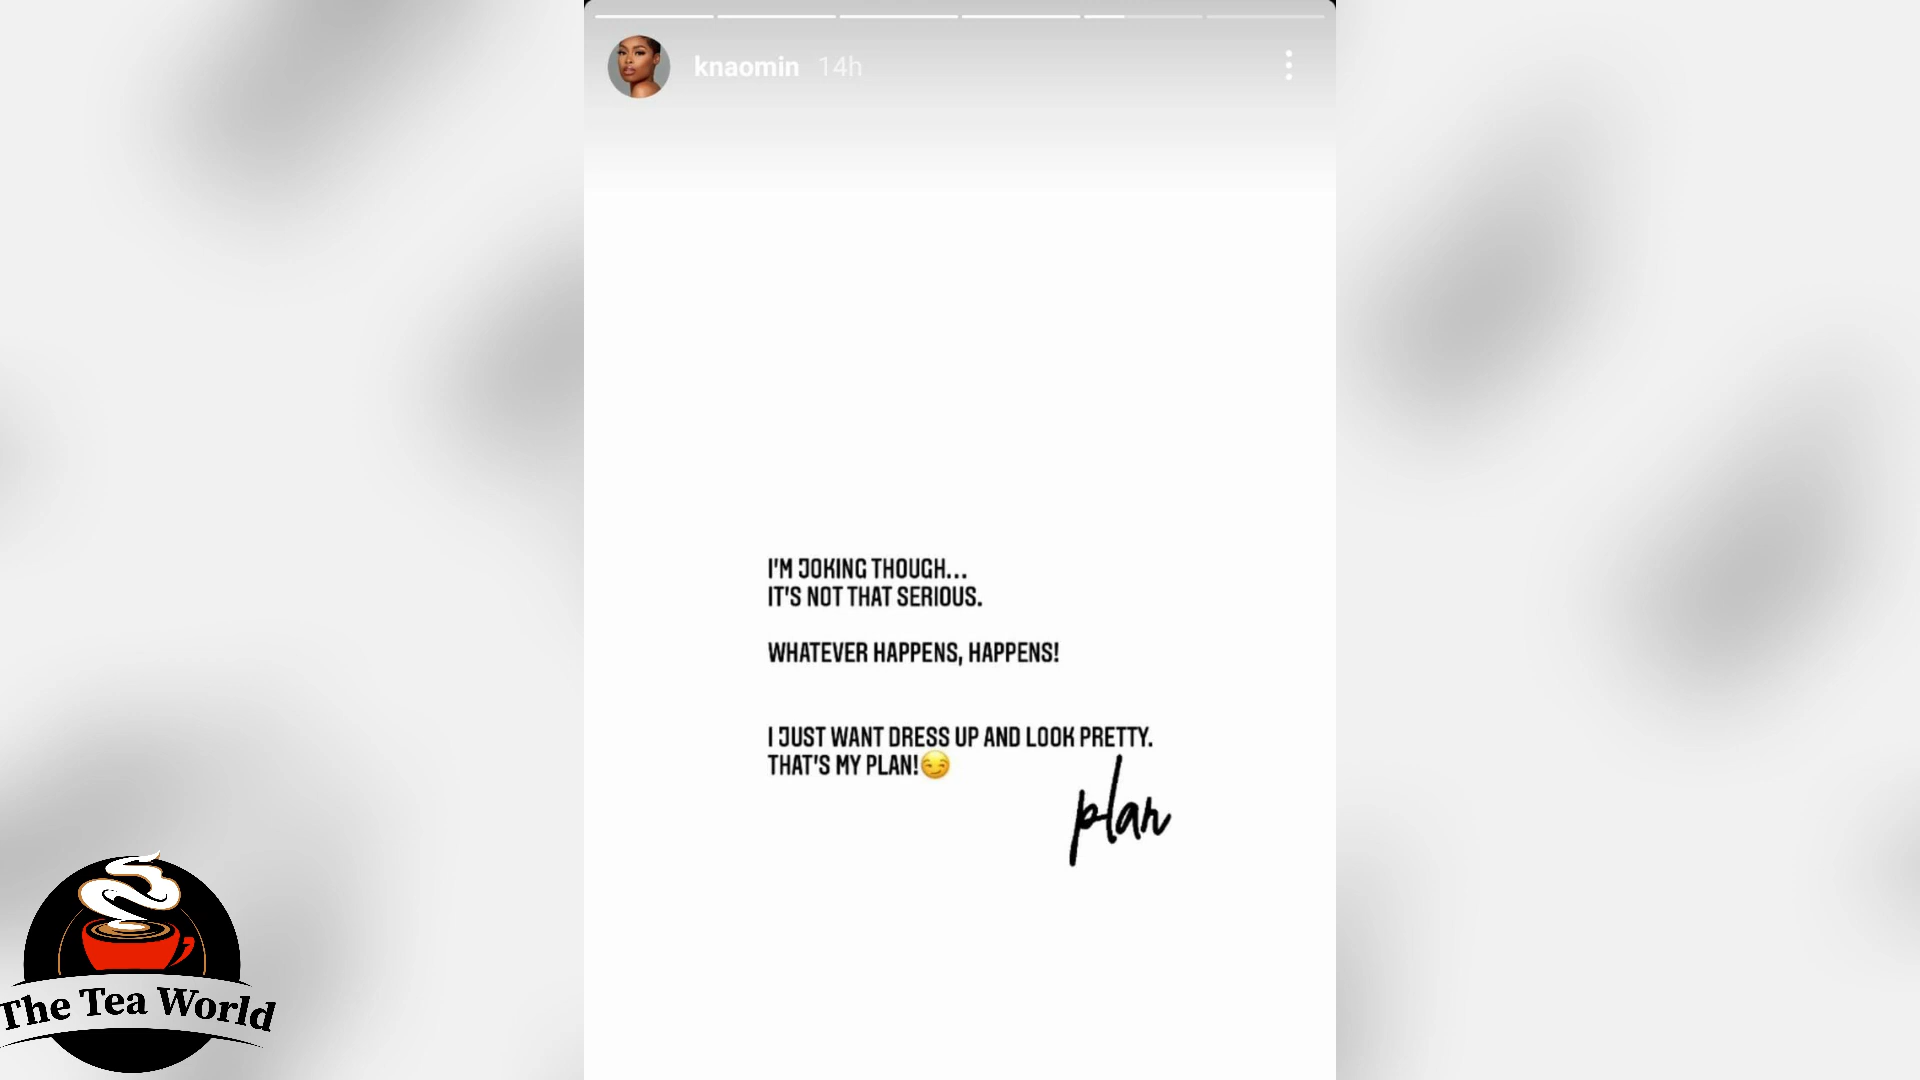 knaomin 14h
I'M JOKING THOUGH...
IT'S NOT THAT SERIOUS.
WHATEVER HAPPENS, HAPPENS!
I JUST WANT DRESS UP AND LOOK PRETTY.
THAT'S MY PLAN!😏
plan
The Tea World